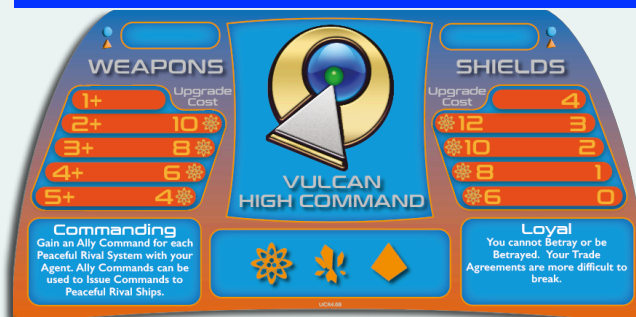 WEAPONS
SHIELDS
Upgrade
Cost
1+
2+ 10
3+ 8
4+ 6
5+ 4
VULCAN
HIGH COMMAND
Upgrade
Cost
4
12 3
10 2
8 1
6 0
Commanding
Gain an Ally Command for each
Peaceful Rival System with your
Agent. Ally Commands can be
used to Issue Commands to
Peaceful Rival Ships.
Loyal
You cannot Betray or be
Betrayed. Your Trade
Agreements are more difficult to
break.